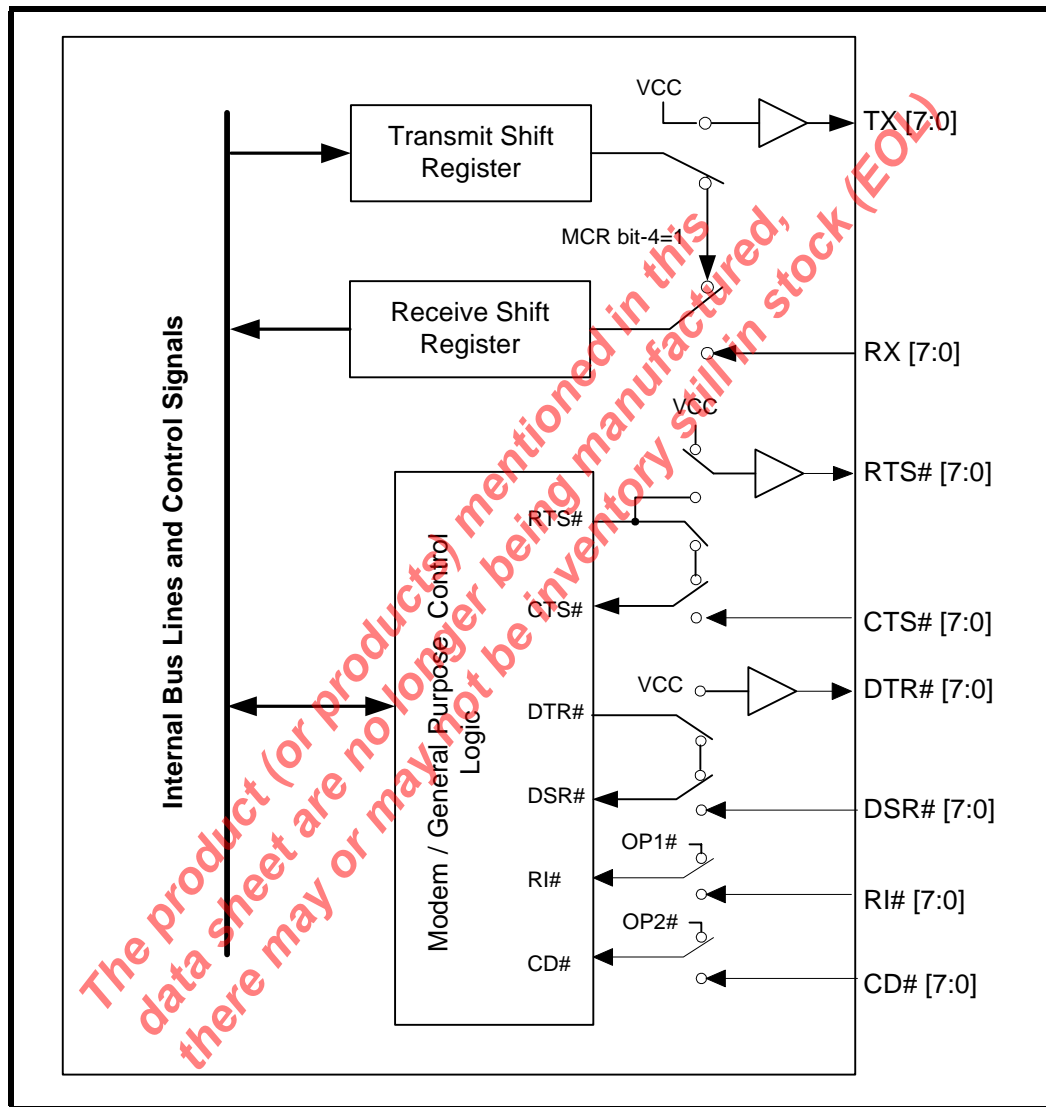 VCC
TX [7:0]
Transmit Shift
Register
MCR bit-4=1
Receive Shift
Register
RX [7:0]
Internal Bus Lines and Control Signals
VCC
RTS# [7:0]
RTS#
CTS#
CTS# [7:0]
Modem / General Purpose Control
Logic
VCC
DTR# [7:0]
DTR#
DSR#
DSR# [7:0]
OP1#
RI#
RI# [7:0]
OP2#
CD#
CD# [7:0]
The product (or products) mentioned in this
data sheet are no longer being manufactured,
there may or may not be inventory still in stock (EOL)